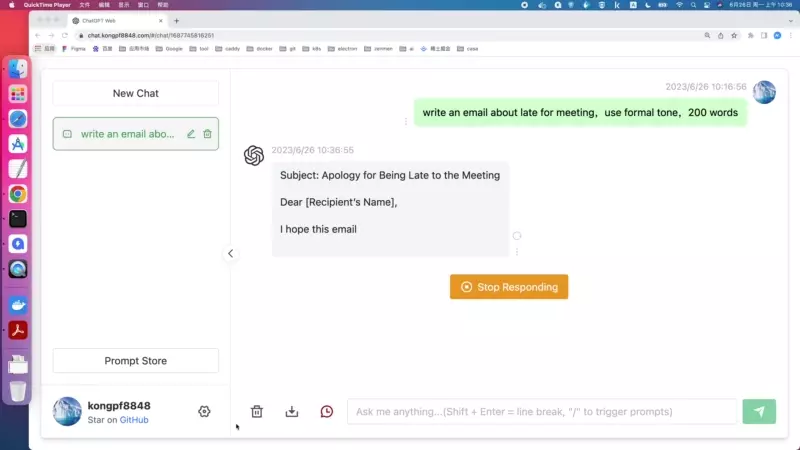 QuickTime Player 文件 编辑 显示 窗口 帮助
6月26日 周一 上午10:36
ChatGPT Web
chat.kongpf8848.com/#/chat/1687745816251
应用 Figma 百度 应用市场 Google tool caddy docker git k8s electron zenmen ai 稀土掘金 casa
New Chat
write an email abo...
2023/6/26 10:16:56
write an email about late for meeting，use formal tone，200 words
2023/6/26 10:36:55
Subject: Apology for Being Late to the Meeting
Dear [Recipient's Name],
I hope this email
Stop Responding
Prompt Store
kongpf8848
Star on GitHub
Ask me anything...(Shift + Enter = line break, "/" to trigger prompts)